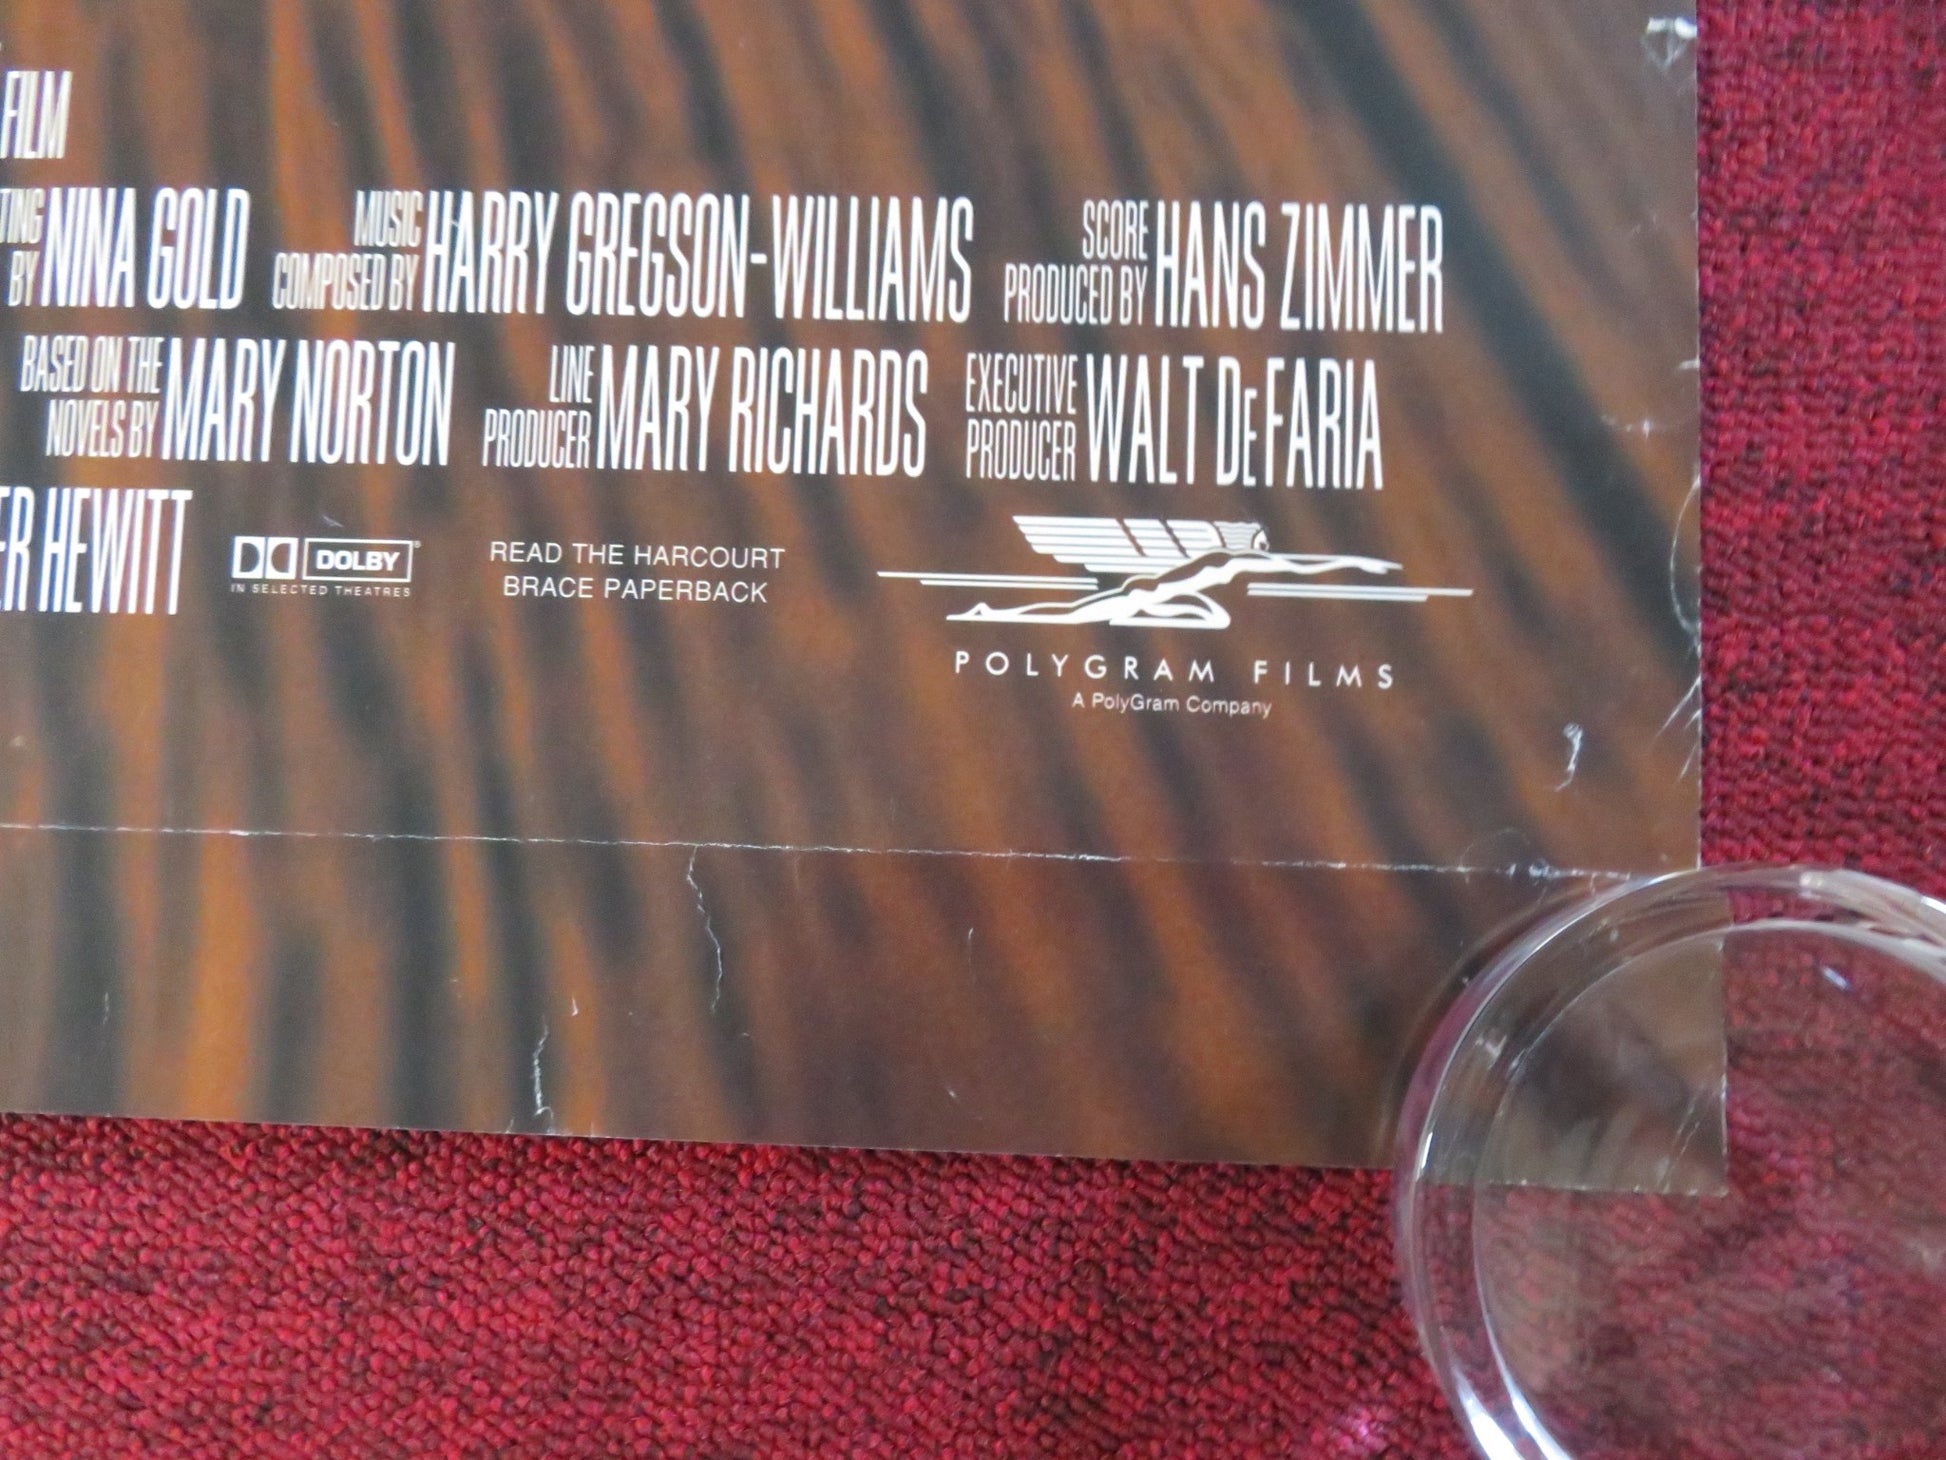 FILM
TING BY NINA GOLD MUSIC COMPOSED BY HARRY GREGSON-WILLIAMS SCORE PRODUCED BY HANS ZIMMER
BASED ON THE NOVELS BY MARY NORTON LINE PRODUCER MARY RICHARDS EXECUTIVE PRODUCER WALT DeFARIA
ER HEWITT
DOLBY®
IN SELECTED THEATRES
READ THE HARCOURT
BRACE PAPERBACK
POLYGRAM FILMS
A PolyGram Company